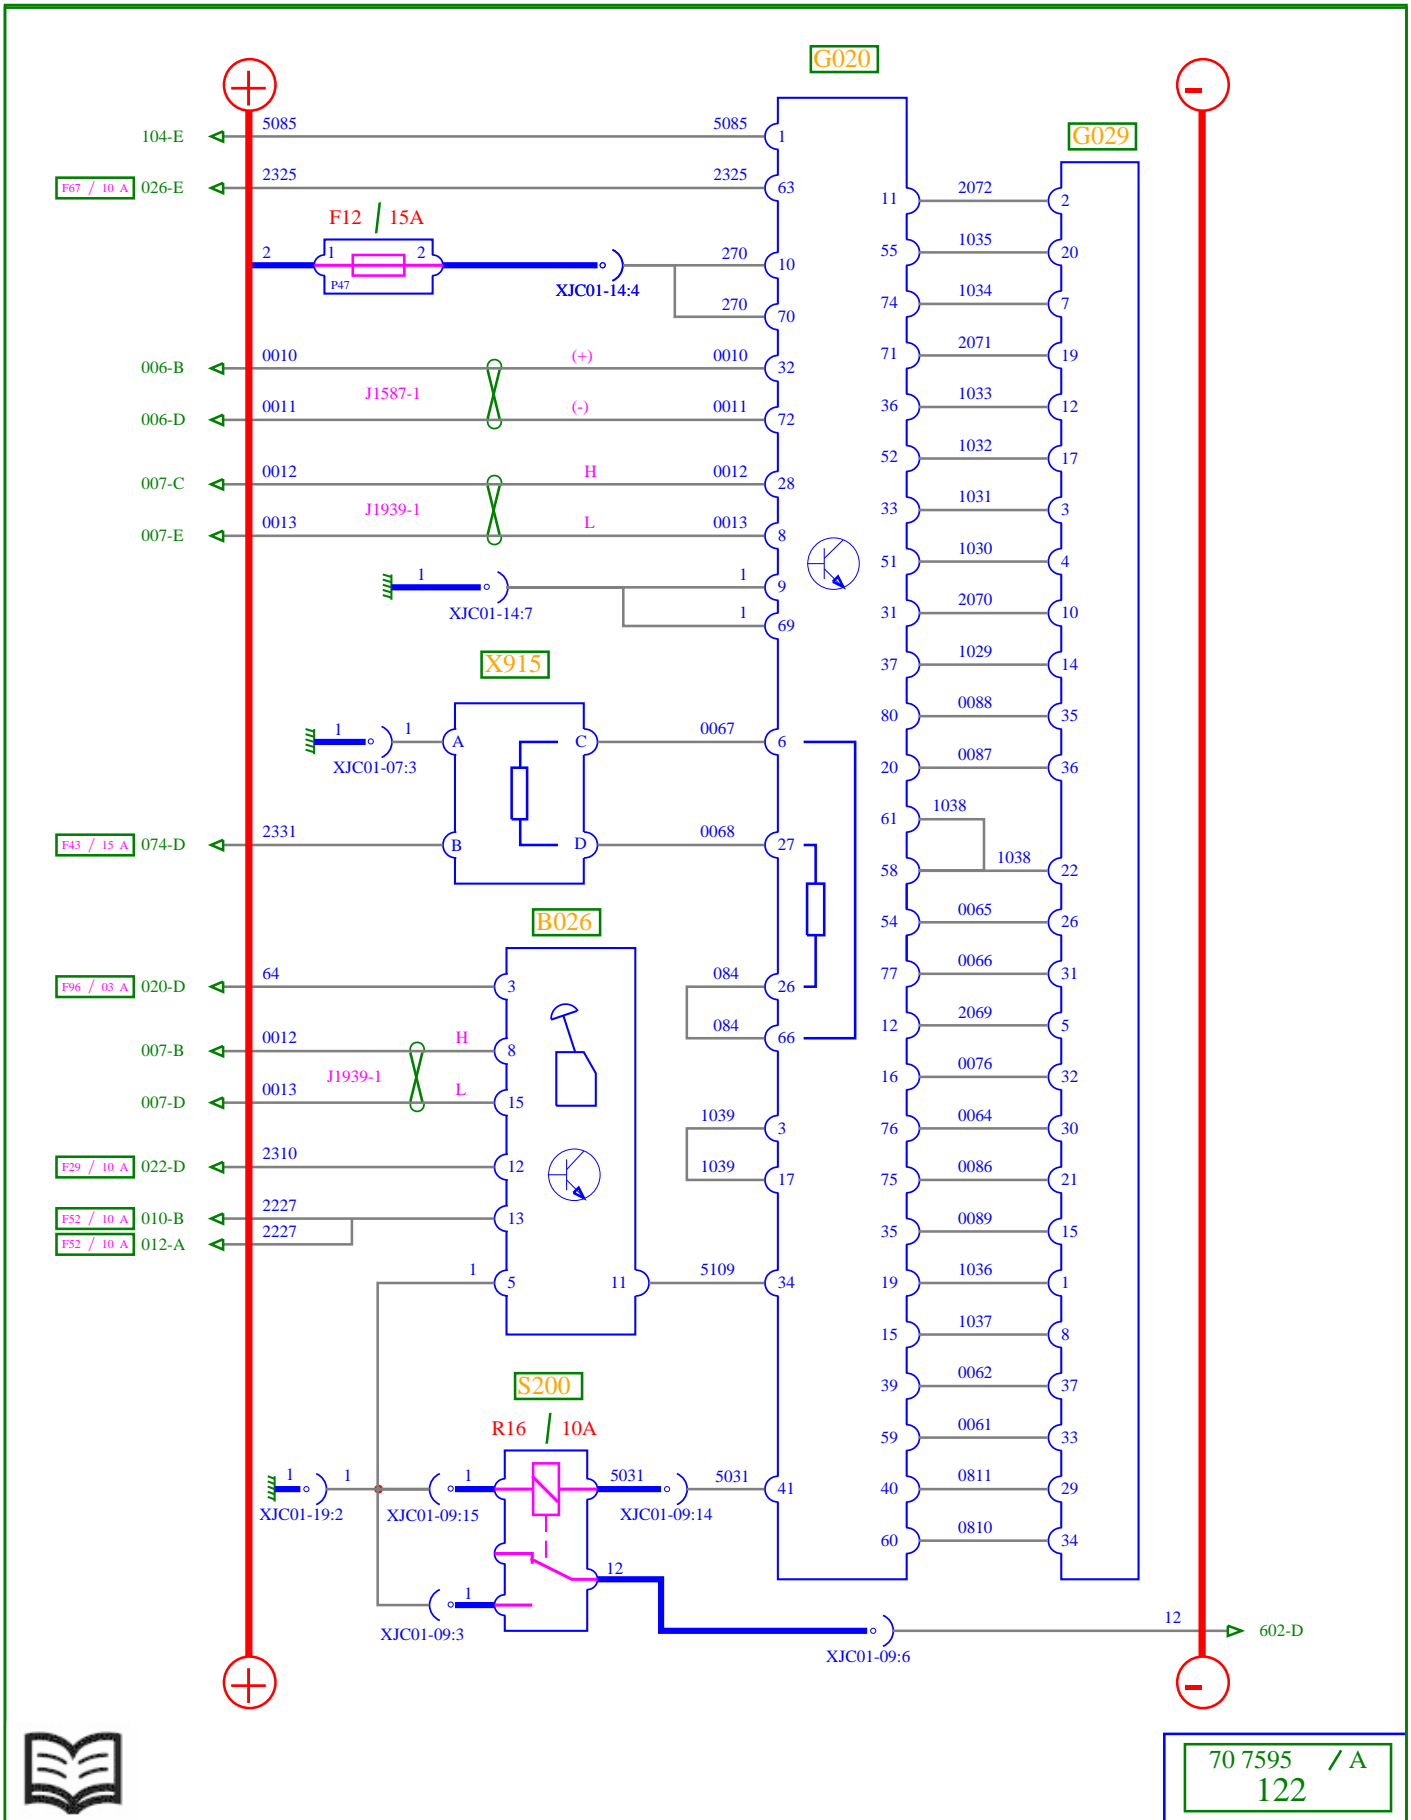 G020
G029
104-E 5085 5085 1
F67 / 10 A 026-E 2325 2325 63
11 2072 2
F12 / 15A
2 1 2 P47 XJC01-14:4 270 10
55 1035 20
270 70
74 1034 7
71 2071 19
006-B 0010 (+) 0010 32
J1587-1
36 1033 12
006-D 0011 (-) 0011 72
52 1032 17
007-C 0012 H 0012 28
J1939-1
33 1031 3
007-E 0013 L 0013 8
51 1030 4
1 XJC01-14:7 1 9
31 2070 10
1 69
37 1029 14
X915
80 0088 35
1 XJC01-07:3 1 A C 0067 6
20 0087 36
61 1038
F43 / 15 A 074-D 2331 B D 0068 27
58 1038 22
B026
54 0065 26
F96 / 03 A 020-D 64 3
084 26
77 0066 31
084 66
12 2069 5
007-B 0012 H 8
J1939-1
16 0076 32
007-D 0013 L 15
1039 3
76 0064 30
F29 / 10 A 022-D 2310 12
1039 17
75 0086 21
F52 / 10 A 010-B 2227 13
35 0089 15
F52 / 10 A 012-A 2227
1 5 11 5109 34
19 1036 1
15 1037 8
S200
39 0062 37
R16 / 10A
59 0061 33
1 XJC01-19:2 1 XJC01-09:15 1 5031 XJC01-09:14 5031 41
40 0811 29
60 0810 34
12
XJC01-09:3 1
XJC01-09:6 12 602-D
70 7595 / A
122